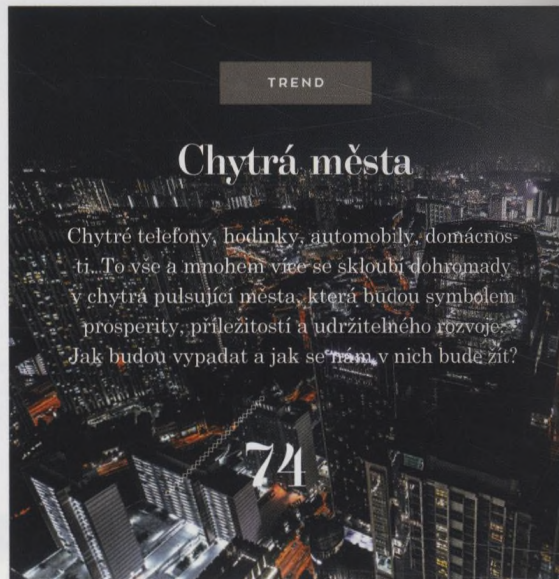 TREND
Chytrá města
Chytré telefony, hodinky, automobily, domácnos-
ti...To vše a mnohem více se skloubí dohromady
v chytrá pulsující města, která budou symbolem
prosperity, příležitostí a udržitelného rozvoje.
Jak budou vypadat a jak se nám v nich bude žít?
74